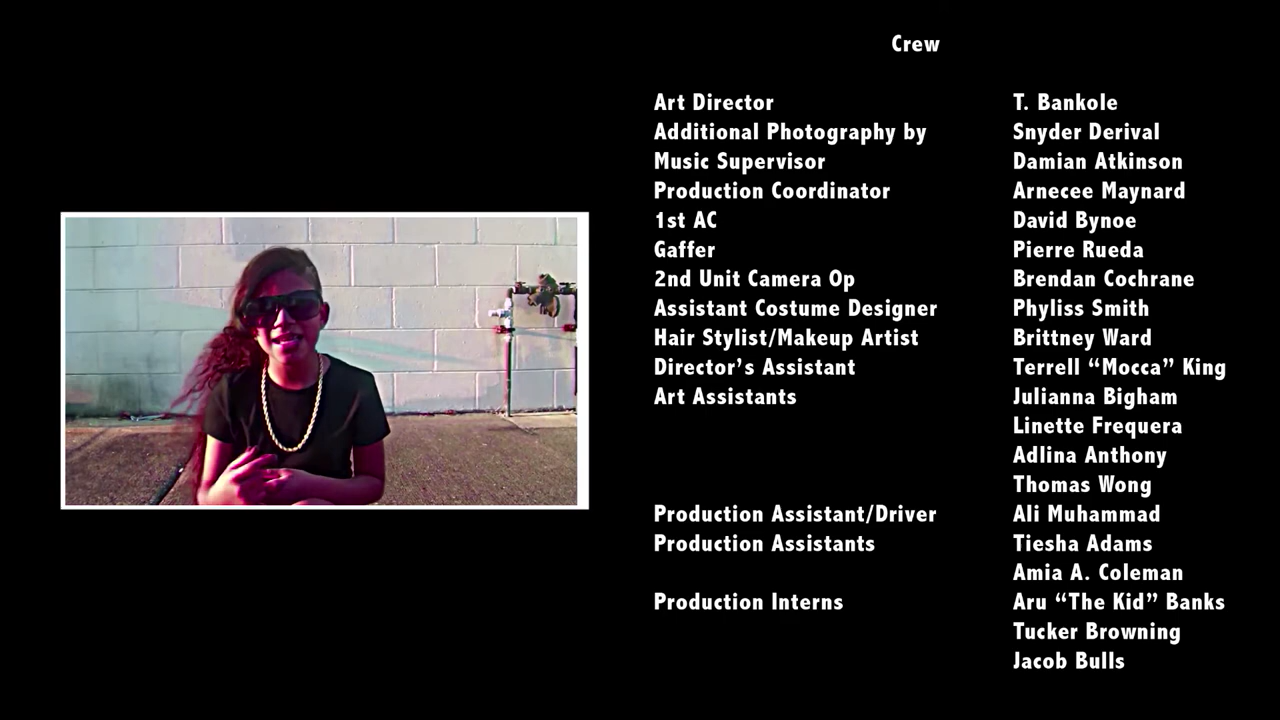 Crew
Art Director T. Bankole
Additional Photography by Snyder Derival
Music Supervisor Damian Atkinson
Production Coordinator Arnecee Maynard
1st AC David Bynoe
Gaffer Pierre Rueda
2nd Unit Camera Op Brendan Cochrane
Assistant Costume Designer Phyliss Smith
Hair Stylist/Makeup Artist Brittney Ward
Director’s Assistant Terrell “Mocca” King
Art Assistants Julianna Bigham
Linette Frequera
Adlina Anthony
Thomas Wong
Production Assistant/Driver Ali Muhammad
Production Assistants Tiesha Adams
Amia A. Coleman
Production Interns Aru “The Kid” Banks
Tucker Browning
Jacob Bulls